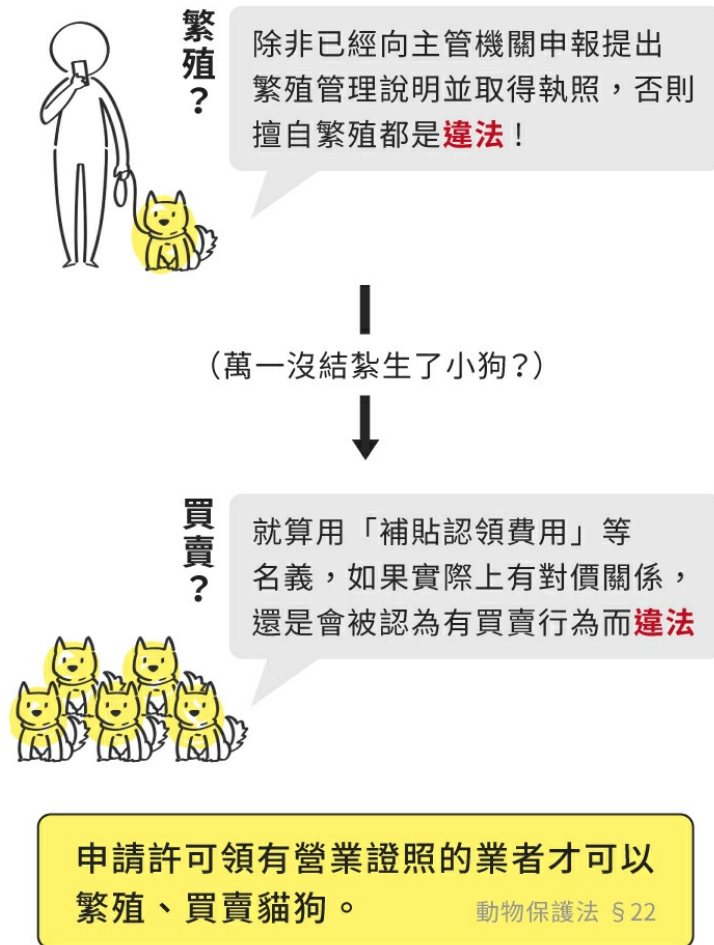 繁殖？
除非已經向主管機關申報提出
繁殖管理說明並取得執照，否則
擅自繁殖都是違法！
（萬一沒結紮生了小狗？）
買賣？
就算用「補貼認領費用」等
名義，如果實際上有對價關係，
還是會被認為有買賣行為而違法
申請許可領有營業證照的業者才可以
繁殖、買賣貓狗。
動物保護法 §22